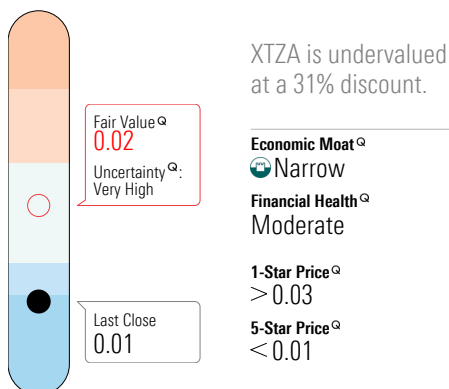 XTZA is undervalued
at a 31% discount.
Fair Value Q
0.02
Uncertainty Q:
Very High
Last Close
0.01
Economic Moat Q
Narrow
Financial Health Q
Moderate
1-Star Price Q
>0.03
5-Star Price Q
<0.01